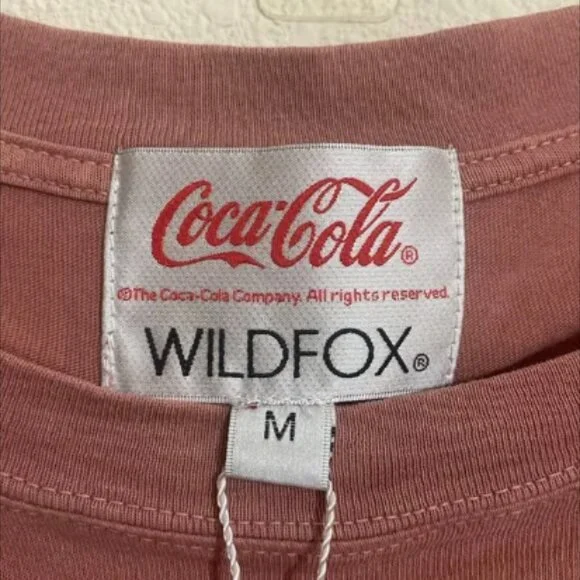 Coca-Cola®
©The Coca-Cola Company. All rights reserved.
WILDFOX®
M